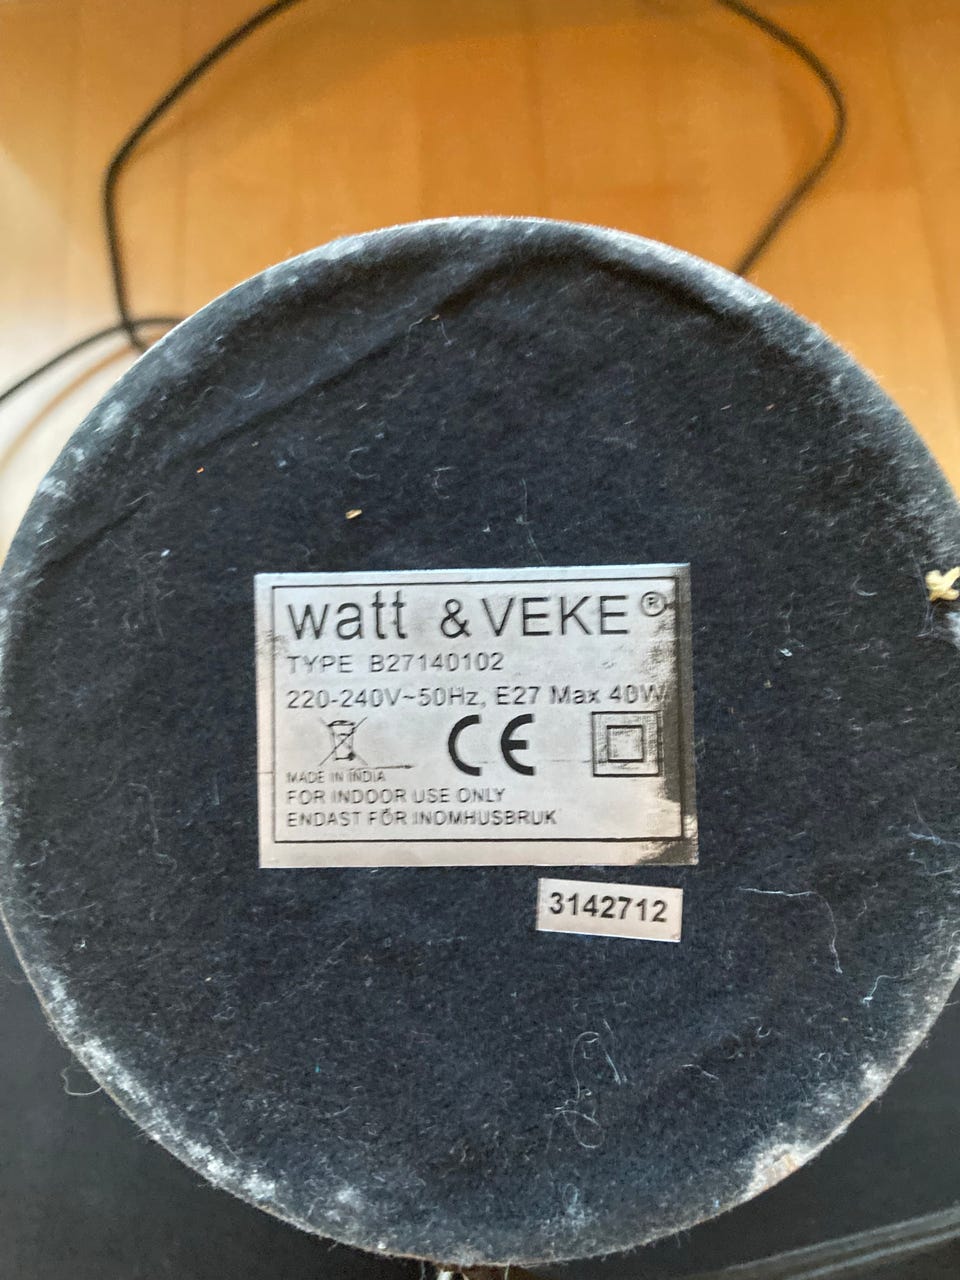 watt & VEKE®
TYPE B27140102
220-240V~50Hz, E27 Max 40W
CE
MADE IN INDIA
FOR INDOOR USE ONLY
ENDAST FÖR INOMHUSBRUK
3142712